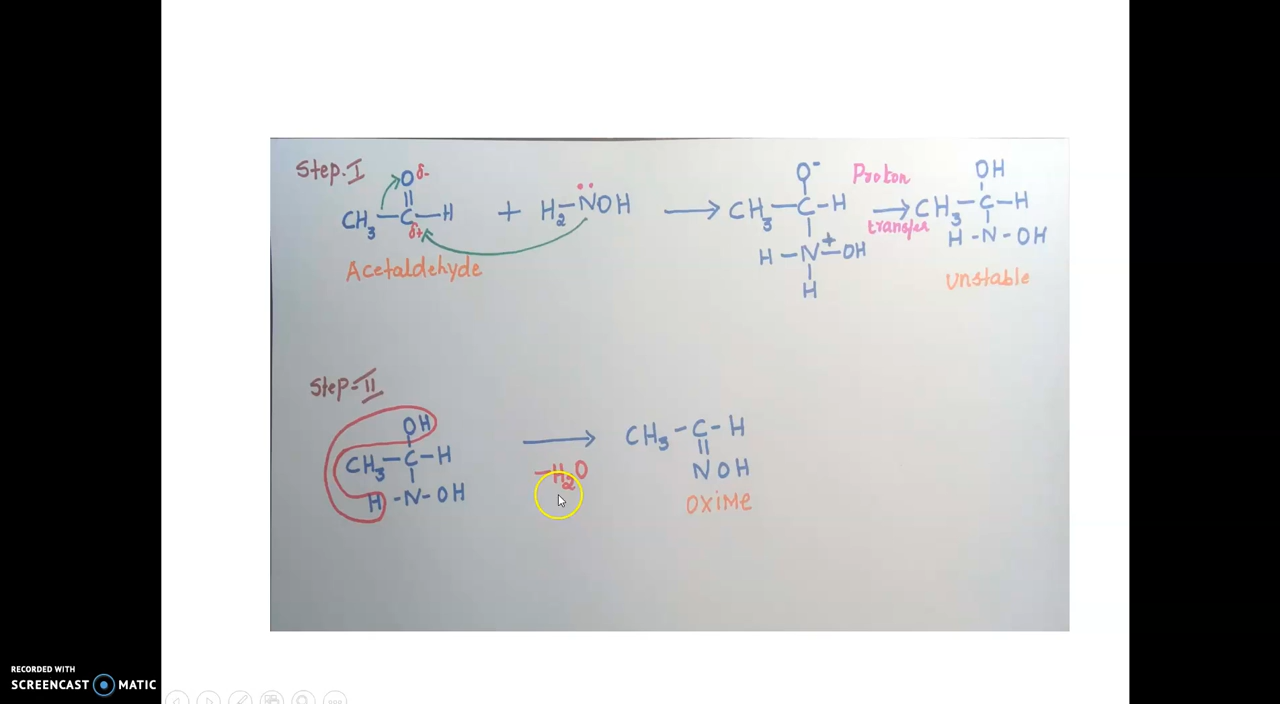 Step-I
O δ- O- Proton OH
CH3-C-H + H2-NOH → CH3-C-H → CH3-C-H
δ+ transfer H-N-OH
H-N+-OH
Acetaldehyde Unstable
H
Step-II
OH
CH3-C-H → CH3-C-H
-H2O NOH
H-N-OH oxime
RECORDED WITH
SCREENCAST MATIC